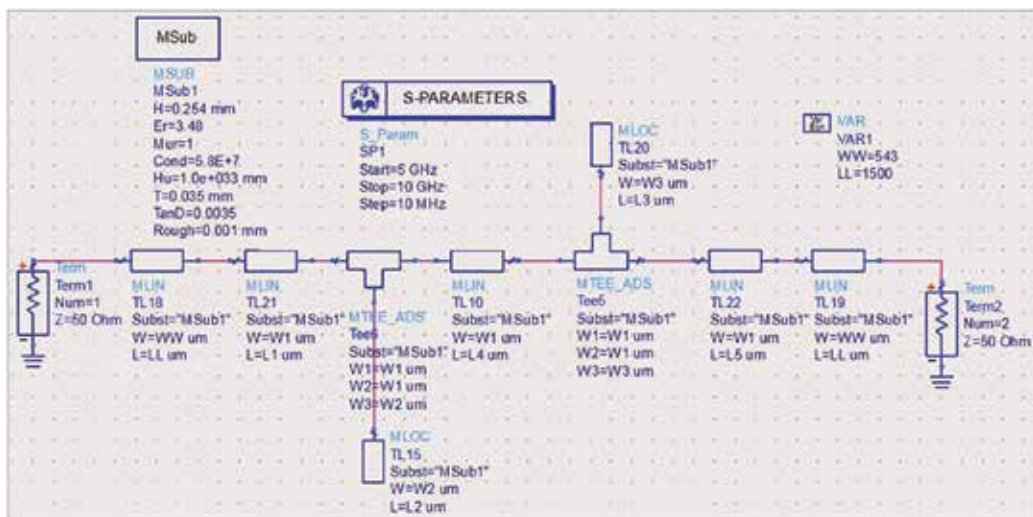 MSub
MSUB
MSub1
H=0.254 mm
Er=3.48
Mur=1
Cond=5.8E+7
Hu=1.0e+033 mm
T=0.035 mm
TanD=0.0035
Rough=0.001 mm
S-PARAMETERS
S_Param
SP1
Start=5 GHz
Stop=10 GHz
Step=10 MHz
MLOC
TL20
Subst="MSub1"
W=W3 um
L=L3 um
VAR
VAR1
WW=543
LL=1500
Term
Term1
Num=1
Z=50 Ohm
MLIN
TL18
Subst="MSub1"
W=WW um
L=LL um
MLIN
TL21
Subst="MSub1"
W=W1 um
L=L1 um
MTEE_ADS
Subst="MSub1"
W1=W1 um
W2=W1 um
W3=W2 um
MLIN
TL10
Subst="MSub1"
W=W1 um
L=L4 um
MTEE_ADS
Tee5
Subst="MSub1"
W1=W1 um
W2=W1 um
W3=W3 um
MLIN
TL22
Subst="MSub1"
W=W1 um
L=L5 um
MLIN
TL19
Subst="MSub1"
W=WW um
L=LL um
Term
Term2
Num=2
Z=50 Ohm
MLOC
TL15
Subst="MSub1"
W=W2 um
L=L2 um